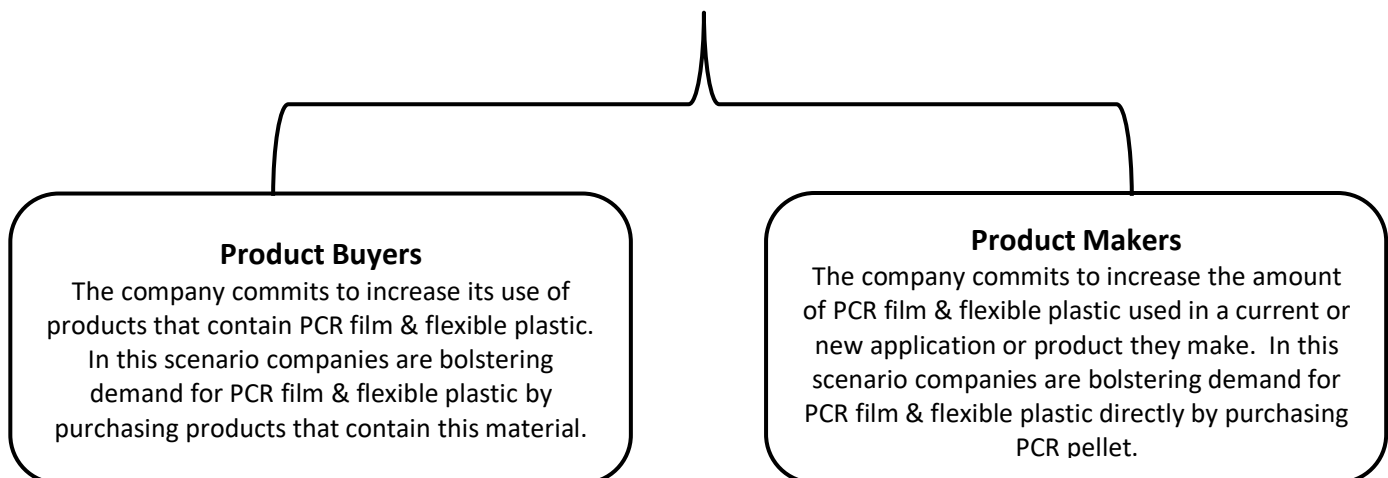 Product Buyers
The company commits to increase its use of
products that contain PCR film & flexible plastic.
In this scenario companies are bolstering
demand for PCR film & flexible plastic by
purchasing products that contain this material.
Product Makers
The company commits to increase the amount
of PCR film & flexible plastic used in a current or
new application or product they make.  In this
scenario companies are bolstering demand for
PCR film & flexible plastic directly by purchasing
PCR pellet.